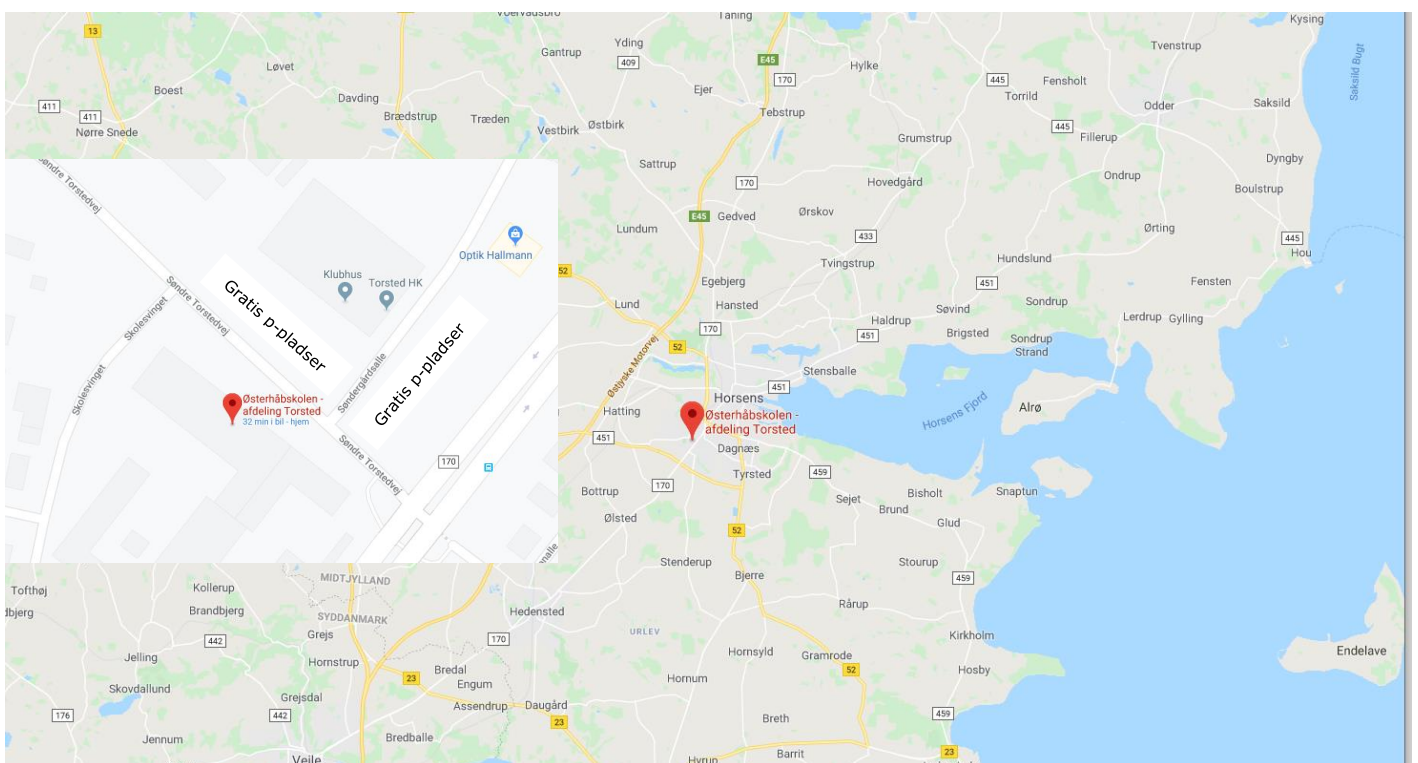 Voervadsbro
Taning
Kysing
13
Yding
409
Gantrup
E45
Hylke
Tvenstrup
Saksild Bugt
Løvet
170
445
Fensholt
Boest
Ejer
Torrild
Davding
Odder
Saksild
411
411
Brædstrup
Træden
Tebstrup
Nørre Snede
Vestbirk
Østbirk
445
Fillerup
Grumstrup
Sattrup
Dyngby
170
Hovedgård
Ondrup
Boulstrup
E45
Gedved
Ørskov
Lundum
433
Ørting
445
Hou
52
Tvingstrup
Hundslund
Egebjerg
451
Fensten
Lund
Hansted
Søvind
Sondrup
Haldrup
Lerdrup
Gylling
170
451
Brigsted
Sondrup
Strand
52
Østjyske Motorvej
Stensballe
451
Horsens
Hatting
Østerhåbskolen -
afdeling Torsted
Horsens Fjord
Alrø
451
Dagnæs
Tyrsted
459
170
Bottrup
Sejet
Bisholt
Snaptun
Brund
Ølsted
Glud
52
Stenderup
Stourup
Bjerre
459
Rårup
Kirkholm
URLEV
Hornsyld
Gramrode
Endelave
52
Hosby
Hornum
459
Breth
23
Barrit
Hyrup
Søndre Torstedvej
Optik Hallmann
Klubhus
Torsted HK
Gratis p-pladser
Søndre Torstedvej
Skolesvinget
Gratis p-pladser
Skolesvinget
Søndergårdsalle
Østerhåbskolen -
afdeling Torsted
32 min i bil - hjem
Søndre Torstedvej
170
MIDTJYLLAND
SYDDANMARK
Tofthøj
Kollerup
Brandbjerg
Hedensted
442
Grejs
170
Jelling
Hornstrup
Bredal
23
Engum
Skovdallund
Grejsdal
Assendrup
Daugård
176
442
23
Jennum
Bredballe
Vejle